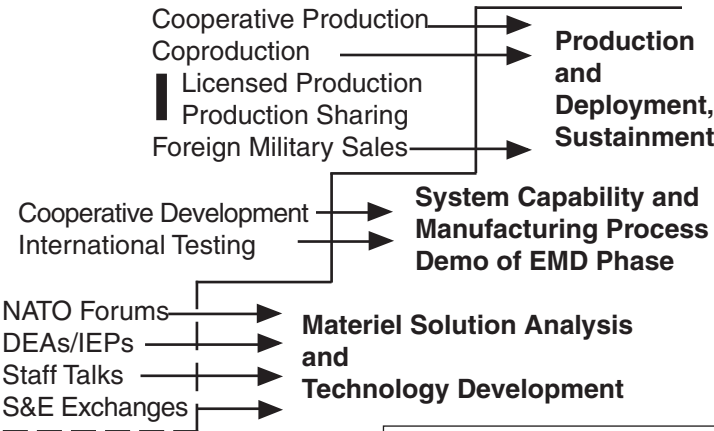 Cooperative Production
Coproduction
Licensed Production
Production Sharing
Foreign Military Sales
Production
and
Deployment,
Sustainment
Cooperative Development
International Testing
System Capability and
Manufacturing Process
Demo of EMD Phase
NATO Forums
DEAs/IEPs
Staff Talks
S&E Exchanges
Materiel Solution Analysis
and
Technology Development